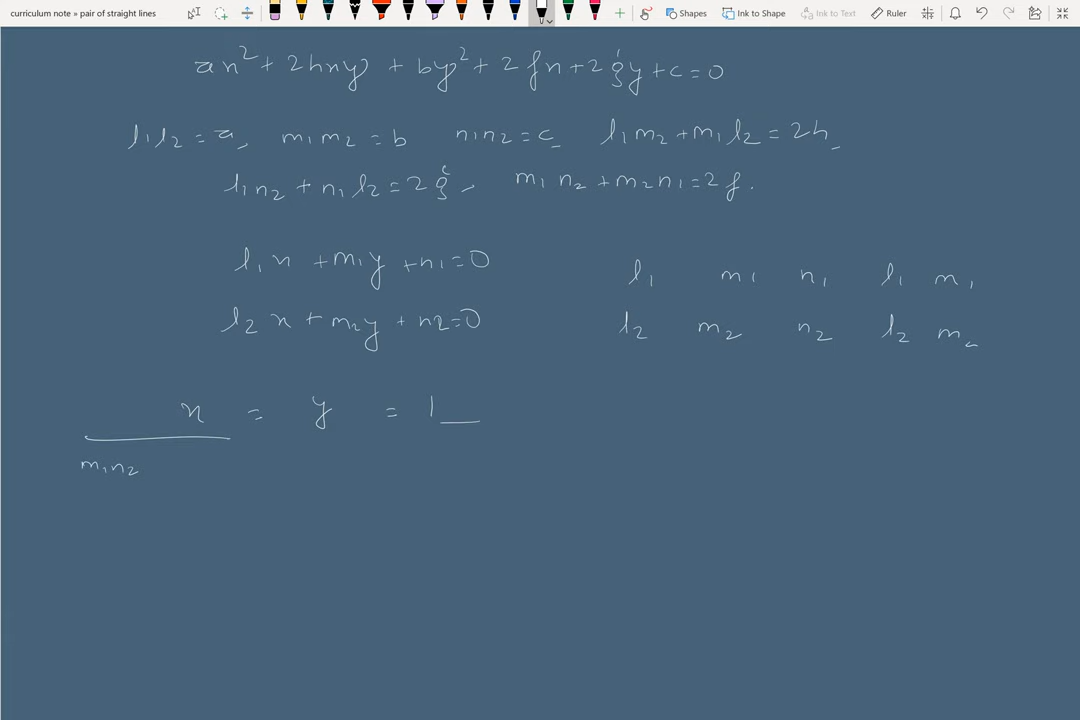 curriculum note » pair of straight lines Shapes Ink to Shape Ink to Text Ruler
ax² + 2hxy + by² + 2fx + 2gy + c = 0
l₁l₂ = a, m₁m₂ = b n₁n₂ = c l₁m₂ + m₁l₂ = 2h,
l₁n₂ + n₁l₂ = 2g, m₁n₂ + m₂n₁ = 2f.
l₁x + m₁y + n₁ = 0
l₁ m₁ n₁ l₁ m₁
l₂x + m₂y + n₂ = 0
l₂ m₂ n₂ l₂ m₂
x = y = 1
m₁n₂